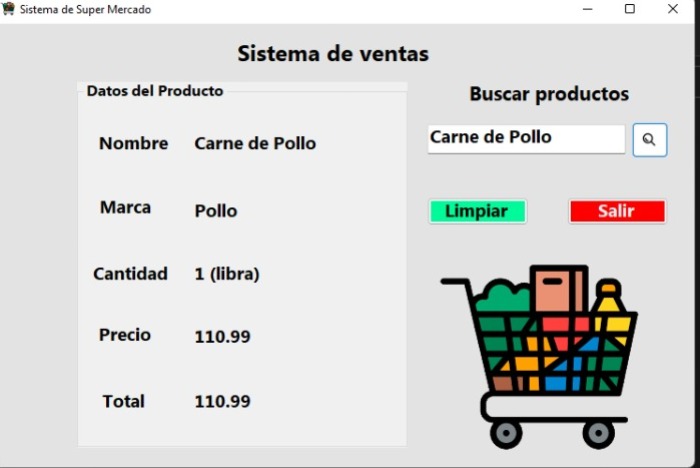 Sistema de Super Mercado
Sistema de ventas
Datos del Producto
Nombre Carne de Pollo
Marca Pollo
Cantidad 1 (libra)
Precio 110.99
Total 110.99
Buscar productos
Carne de Pollo
Limpiar Salir